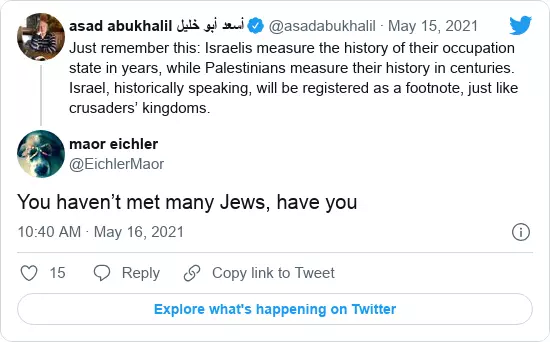 asad abukhalil أسعد أبو خليل @asadabukhalil · May 15, 2021
Just remember this: Israelis measure the history of their occupation
state in years, while Palestinians measure their history in centuries.
Israel, historically speaking, will be registered as a footnote, just like
crusaders’ kingdoms.
maor eichler
@EichlerMaor
You haven’t met many Jews, have you
10:40 AM · May 16, 2021
15 Reply Copy link to Tweet
Explore what's happening on Twitter